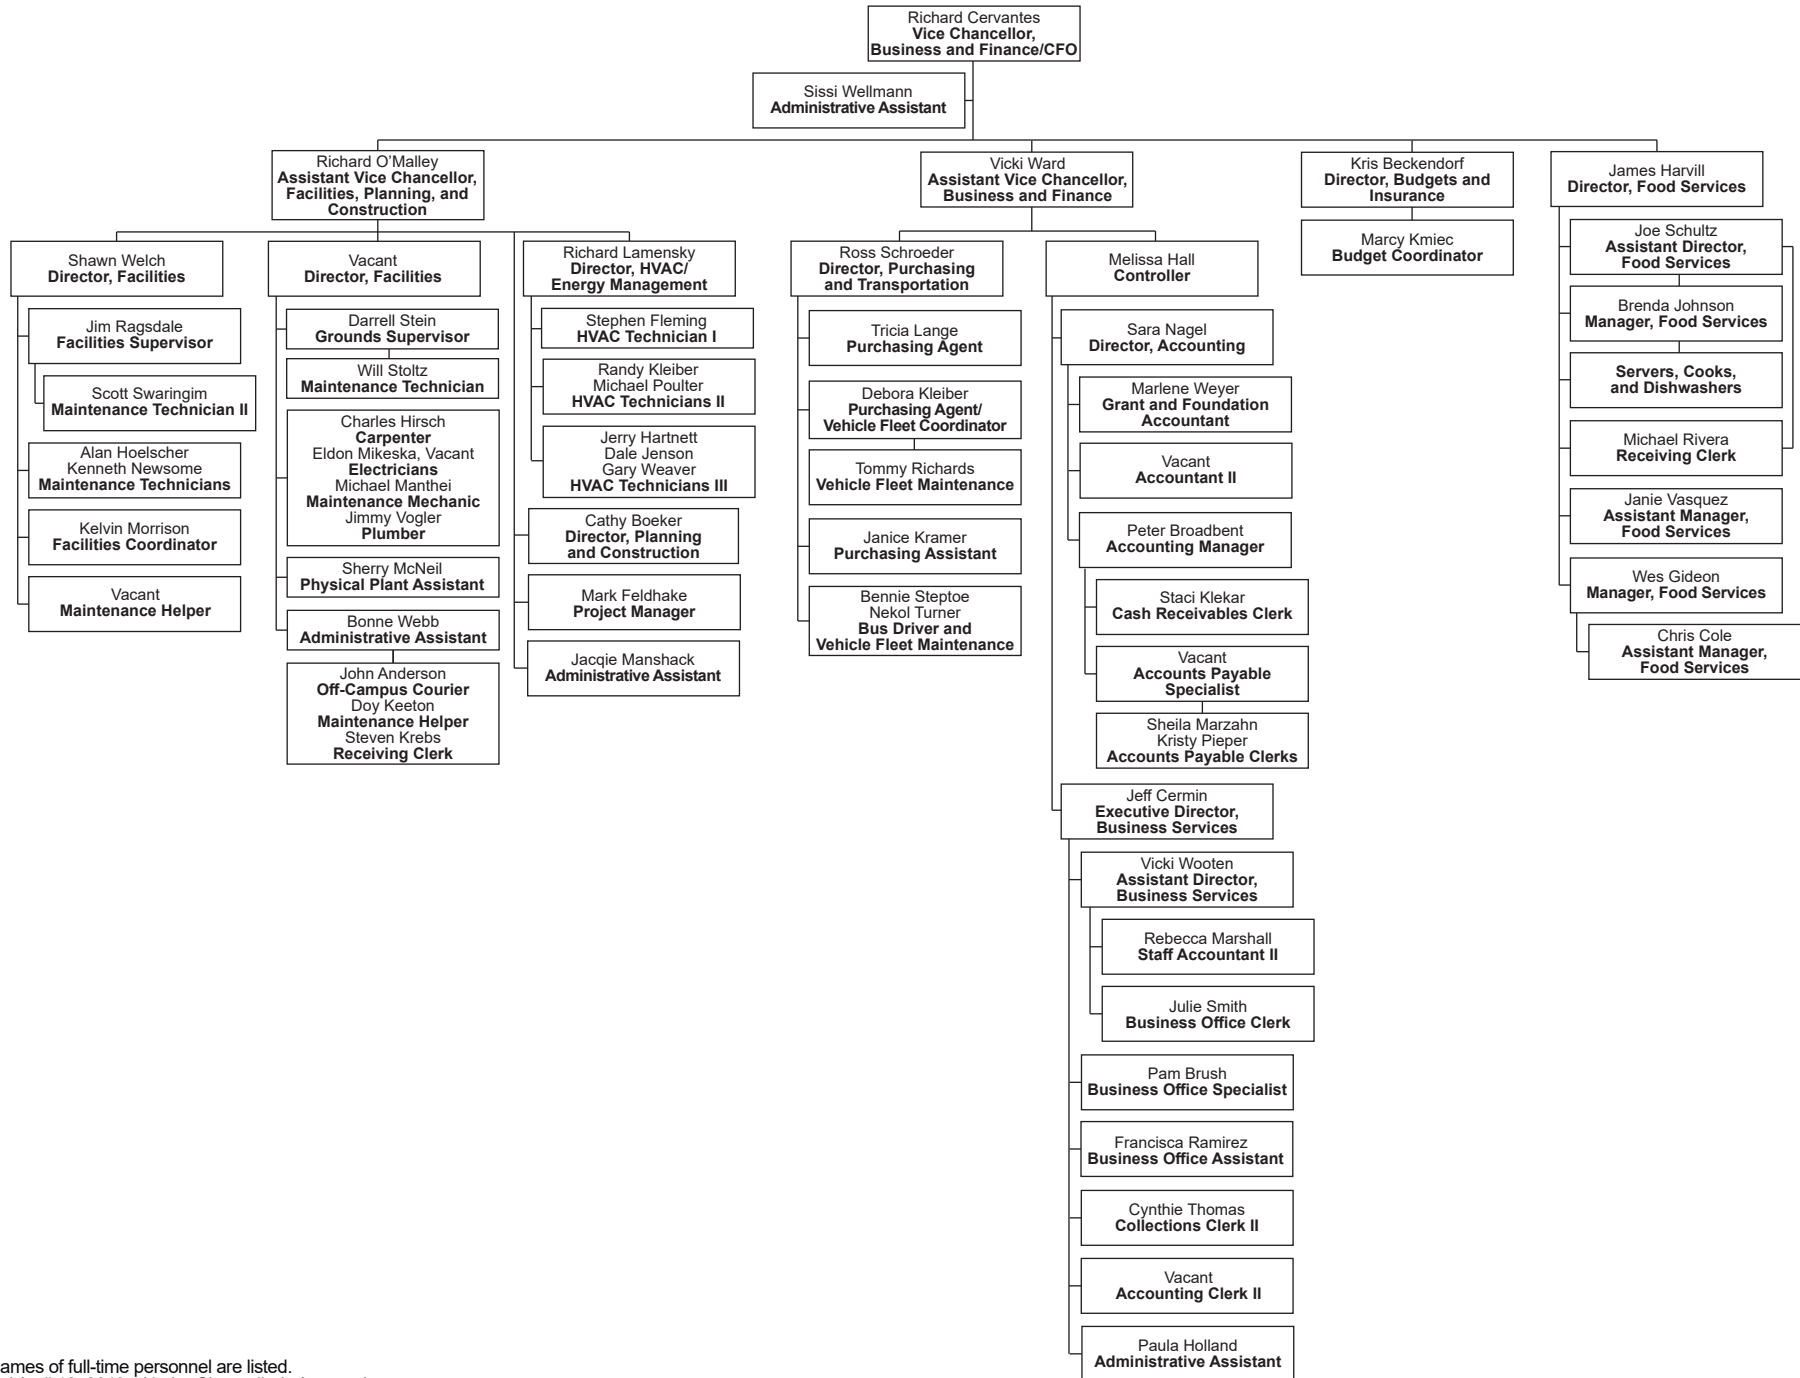 Richard Cervantes
Vice Chancellor,
Business and Finance/CFO
Sissi Wellmann
Administrative Assistant
Richard O’Malley
Assistant Vice Chancellor,
Facilities, Planning, and
Construction
Shawn Welch
Director, Facilities
Jim Ragsdale
Facilities Supervisor
Scott Swaringim
Maintenance Technician II
Alan Hoelscher
Kenneth Newsome
Maintenance Technicians
Kelvin Morrison
Facilities Coordinator
Vacant
Maintenance Helper
Vacant
Director, Facilities
Darrell Stein
Grounds Supervisor
Will Stoltz
Maintenance Technician
Charles Hirsch
Carpenter
Eldon Mikeska, Vacant
Electricians
Michael Manthei
Maintenance Mechanic
Jimmy Vogler
Plumber
Sherry McNeil
Physical Plant Assistant
Bonne Webb
Administrative Assistant
John Anderson
Off-Campus Courier
Doy Keeton
Maintenance Helper
Steven Krebs
Receiving Clerk
Richard Lamensky
Director, HVAC/
Energy Management
Stephen Fleming
HVAC Technician I
Randy Kleiber
Michael Poulter
HVAC Technicians II
Jerry Hartnett
Dale Jenson
Gary Weaver
HVAC Technicians III
Cathy Boeker
Director, Planning
and Construction
Mark Feldhake
Project Manager
Jacqie Manshack
Administrative Assistant
Vicki Ward
Assistant Vice Chancellor,
Business and Finance
Ross Schroeder
Director, Purchasing
and Transportation
Tricia Lange
Purchasing Agent
Debora Kleiber
Purchasing Agent/
Vehicle Fleet Coordinator
Tommy Richards
Vehicle Fleet Maintenance
Janice Kramer
Purchasing Assistant
Bennie Steptoe
Nekol Turner
Bus Driver and
Vehicle Fleet Maintenance
Melissa Hall
Controller
Sara Nagel
Director, Accounting
Marlene Weyer
Grant and Foundation
Accountant
Vacant
Accountant II
Peter Broadbent
Accounting Manager
Staci Klekar
Cash Receivables Clerk
Vacant
Accounts Payable
Specialist
Sheila Marzahn
Kristy Pieper
Accounts Payable Clerks
Jeff Cermin
Executive Director,
Business Services
Vicki Wooten
Assistant Director,
Business Services
Rebecca Marshall
Staff Accountant II
Julie Smith
Business Office Clerk
Pam Brush
Business Office Specialist
Francisca Ramirez
Business Office Assistant
Cynthie Thomas
Collections Clerk II
Vacant
Accounting Clerk II
Paula Holland
Administrative Assistant
Kris Beckendorf
Director, Budgets and
Insurance
Marcy Kmiec
Budget Coordinator
James Harvill
Director, Food Services
Joe Schultz
Assistant Director,
Food Services
Brenda Johnson
Manager, Food Services
Servers, Cooks,
and Dishwashers
Michael Rivera
Receiving Clerk
Janie Vasquez
Assistant Manager,
Food Services
Wes Gideon
Manager, Food Services
Chris Cole
Assistant Manager,
Food Services
ames of full-time personnel are listed.